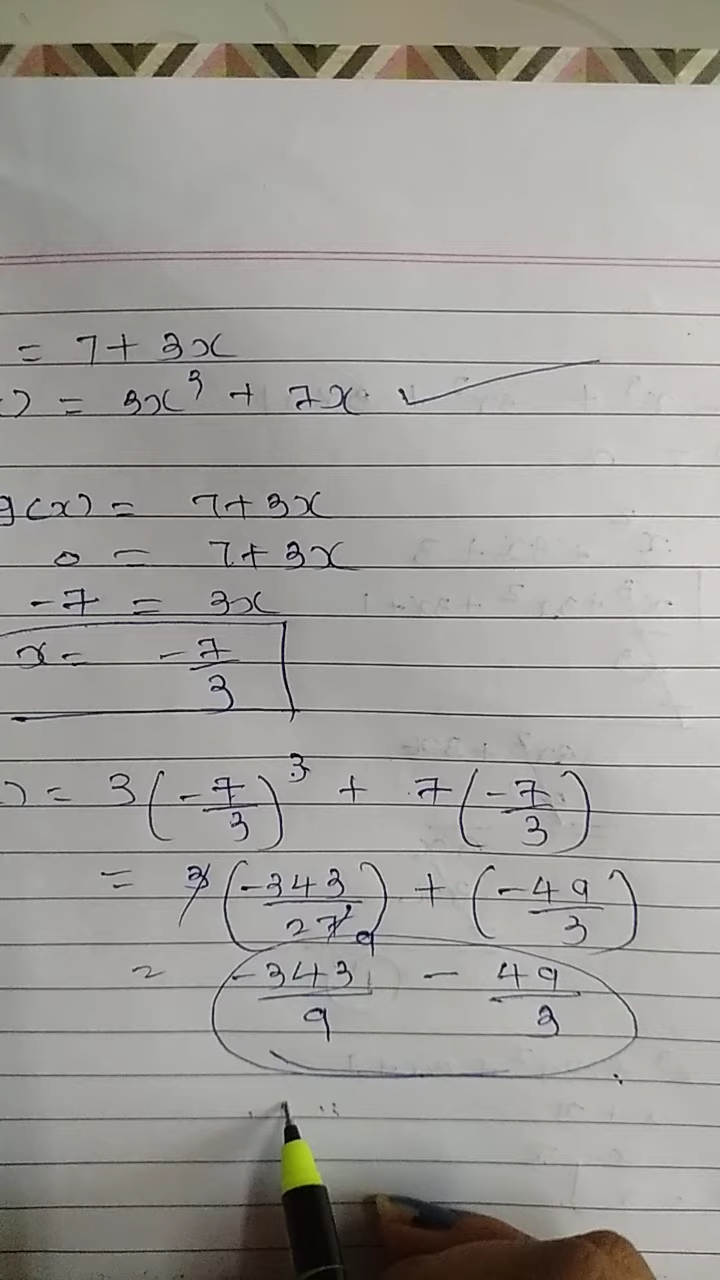 = 7 + 3x
) = 3x³ + 7x ✓
g(x) = 7 + 3x
0 = 7 + 3x
-7 = 3x
x = -7/3
) = 3(-7/3)³ + 7(-7/3)
= 3(-343/27 9) + (-49/3)
= -343/9 - 49/3